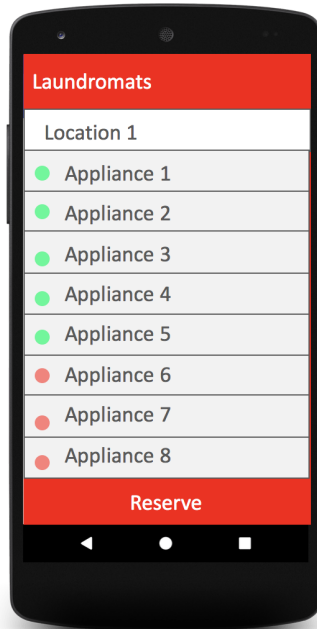 Laundromats
Location 1
Appliance 1
Appliance 2
Appliance 3
Appliance 4
Appliance 5
Appliance 6
Appliance 7
Appliance 8
Reserve